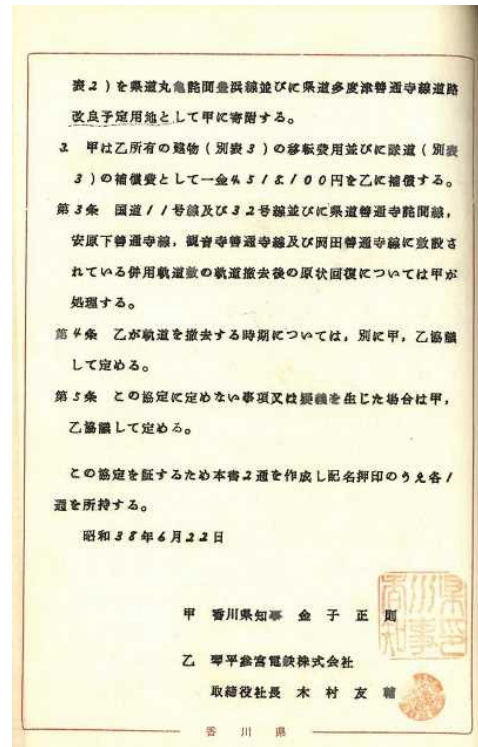 表2)を県道丸亀詫間豊浜線並びに県道多度津善通寺線道路
改良予定用地として甲に寄附する。
3 甲は乙所有の建物(別表3)の移転費用並びに隧道(別表
3)の補償費として一金4,518,100円を乙に補償する。
第3条 国道11号線及び32号線並びに県道善通寺詫間線,
安原下善通寺線,観音寺善通寺線及び岡田善通寺線に敷設さ
れている併用軌道敷の軌道撤去後の原状回復については甲が
処理する。
第4条 乙が軌道を撤去する時期については,別に甲,乙協議
して定める。
第5条 この協定に定めない事項又は疑義を生じた場合は甲,
乙協議して定める。
この協定を証するため本書2通を作成し記名押印のうえ各1
通を所持する。
昭和38年6月22日
甲 香川県知事 金子正則
乙 琴平参宮電鉄株式会社
取締役社長 木村友輔
香川県